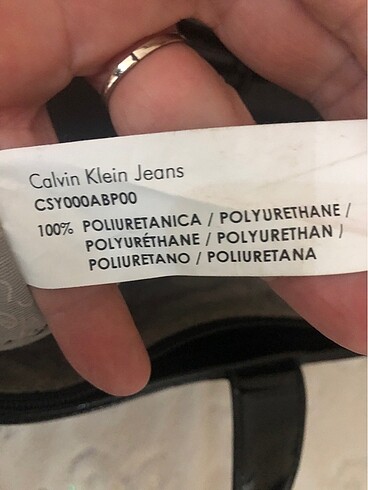 Calvin Klein Jeans
CSY000ABP00
100% POLIURETANICA / POLYURETHANE /
POLYURÉTHANE / POLYURETHAN /
POLIURETANO / POLIURETANA